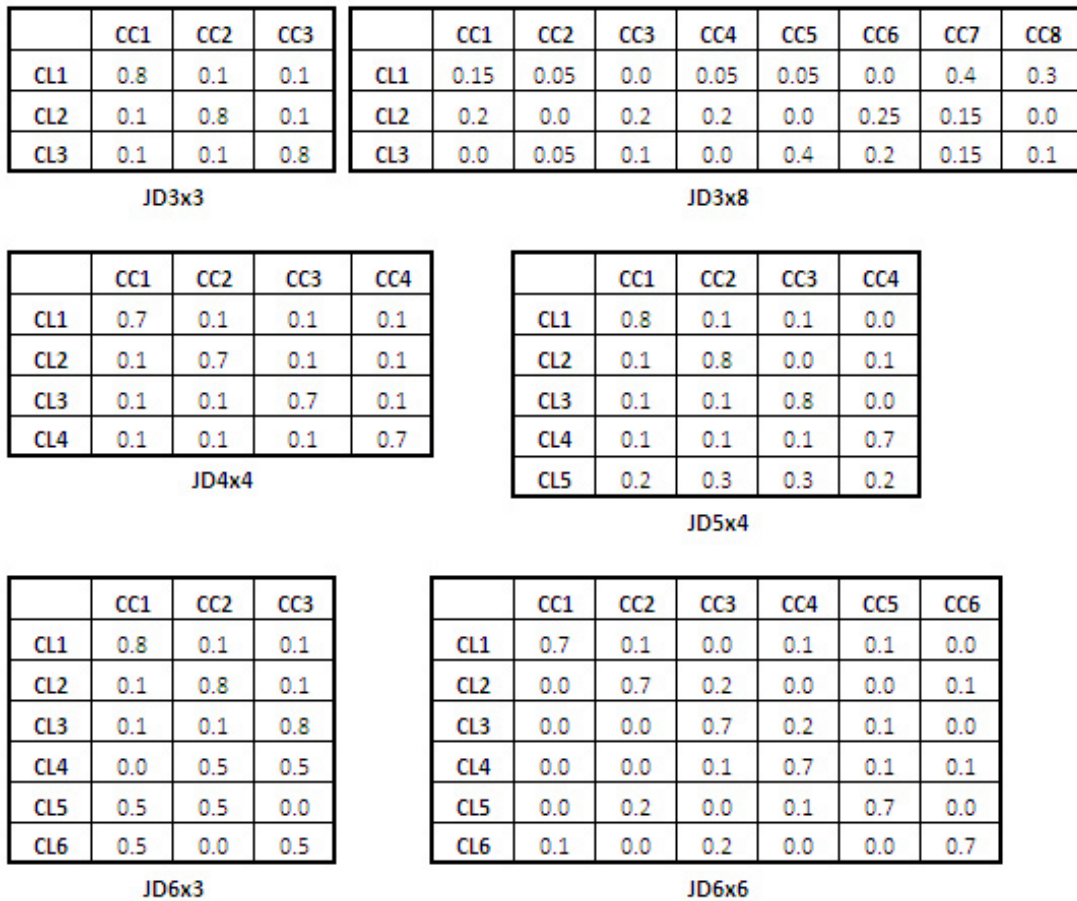 CC1 CC2 CC3
CL1 0.8 0.1 0.1
CL2 0.1 0.8 0.1
CL3 0.1 0.1 0.8
JD3x3
CC1 CC2 CC3 CC4 CC5 CC6 CC7 CC8
CL1 0.15 0.05 0.0 0.05 0.05 0.0 0.4 0.3
CL2 0.2 0.0 0.2 0.2 0.0 0.25 0.15 0.0
CL3 0.0 0.05 0.1 0.0 0.4 0.2 0.15 0.1
JD3x8
CC1 CC2 CC3 CC4
CL1 0.7 0.1 0.1 0.1
CL2 0.1 0.7 0.1 0.1
CL3 0.1 0.1 0.7 0.1
CL4 0.1 0.1 0.1 0.7
JD4x4
CC1 CC2 CC3 CC4
CL1 0.8 0.1 0.1 0.0
CL2 0.1 0.8 0.0 0.1
CL3 0.1 0.1 0.8 0.0
CL4 0.1 0.1 0.1 0.7
CL5 0.2 0.3 0.3 0.2
JD5x4
CC1 CC2 CC3
CL1 0.8 0.1 0.1
CL2 0.1 0.8 0.1
CL3 0.1 0.1 0.8
CL4 0.0 0.5 0.5
CL5 0.5 0.5 0.0
CL6 0.5 0.0 0.5
JD6x3
CC1 CC2 CC3 CC4 CC5 CC6
CL1 0.7 0.1 0.0 0.1 0.1 0.0
CL2 0.0 0.7 0.2 0.0 0.0 0.1
CL3 0.0 0.0 0.7 0.2 0.1 0.0
CL4 0.0 0.0 0.1 0.7 0.1 0.1
CL5 0.0 0.2 0.0 0.1 0.7 0.0
CL6 0.1 0.0 0.2 0.0 0.0 0.7
JD6x6